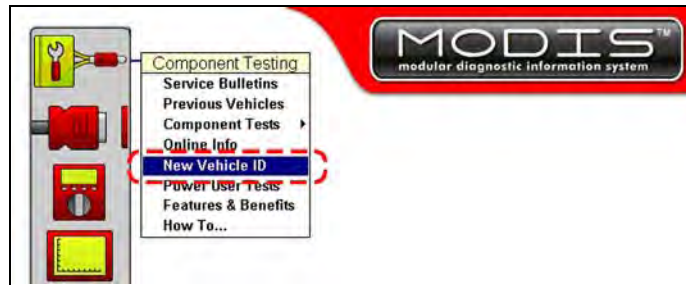 MODIS™
modular diagnostic information system
Component Testing
Service Bulletins
Previous Vehicles
Component Tests
Online Info
New Vehicle ID
Power User Tests
Features & Benefits
How To...